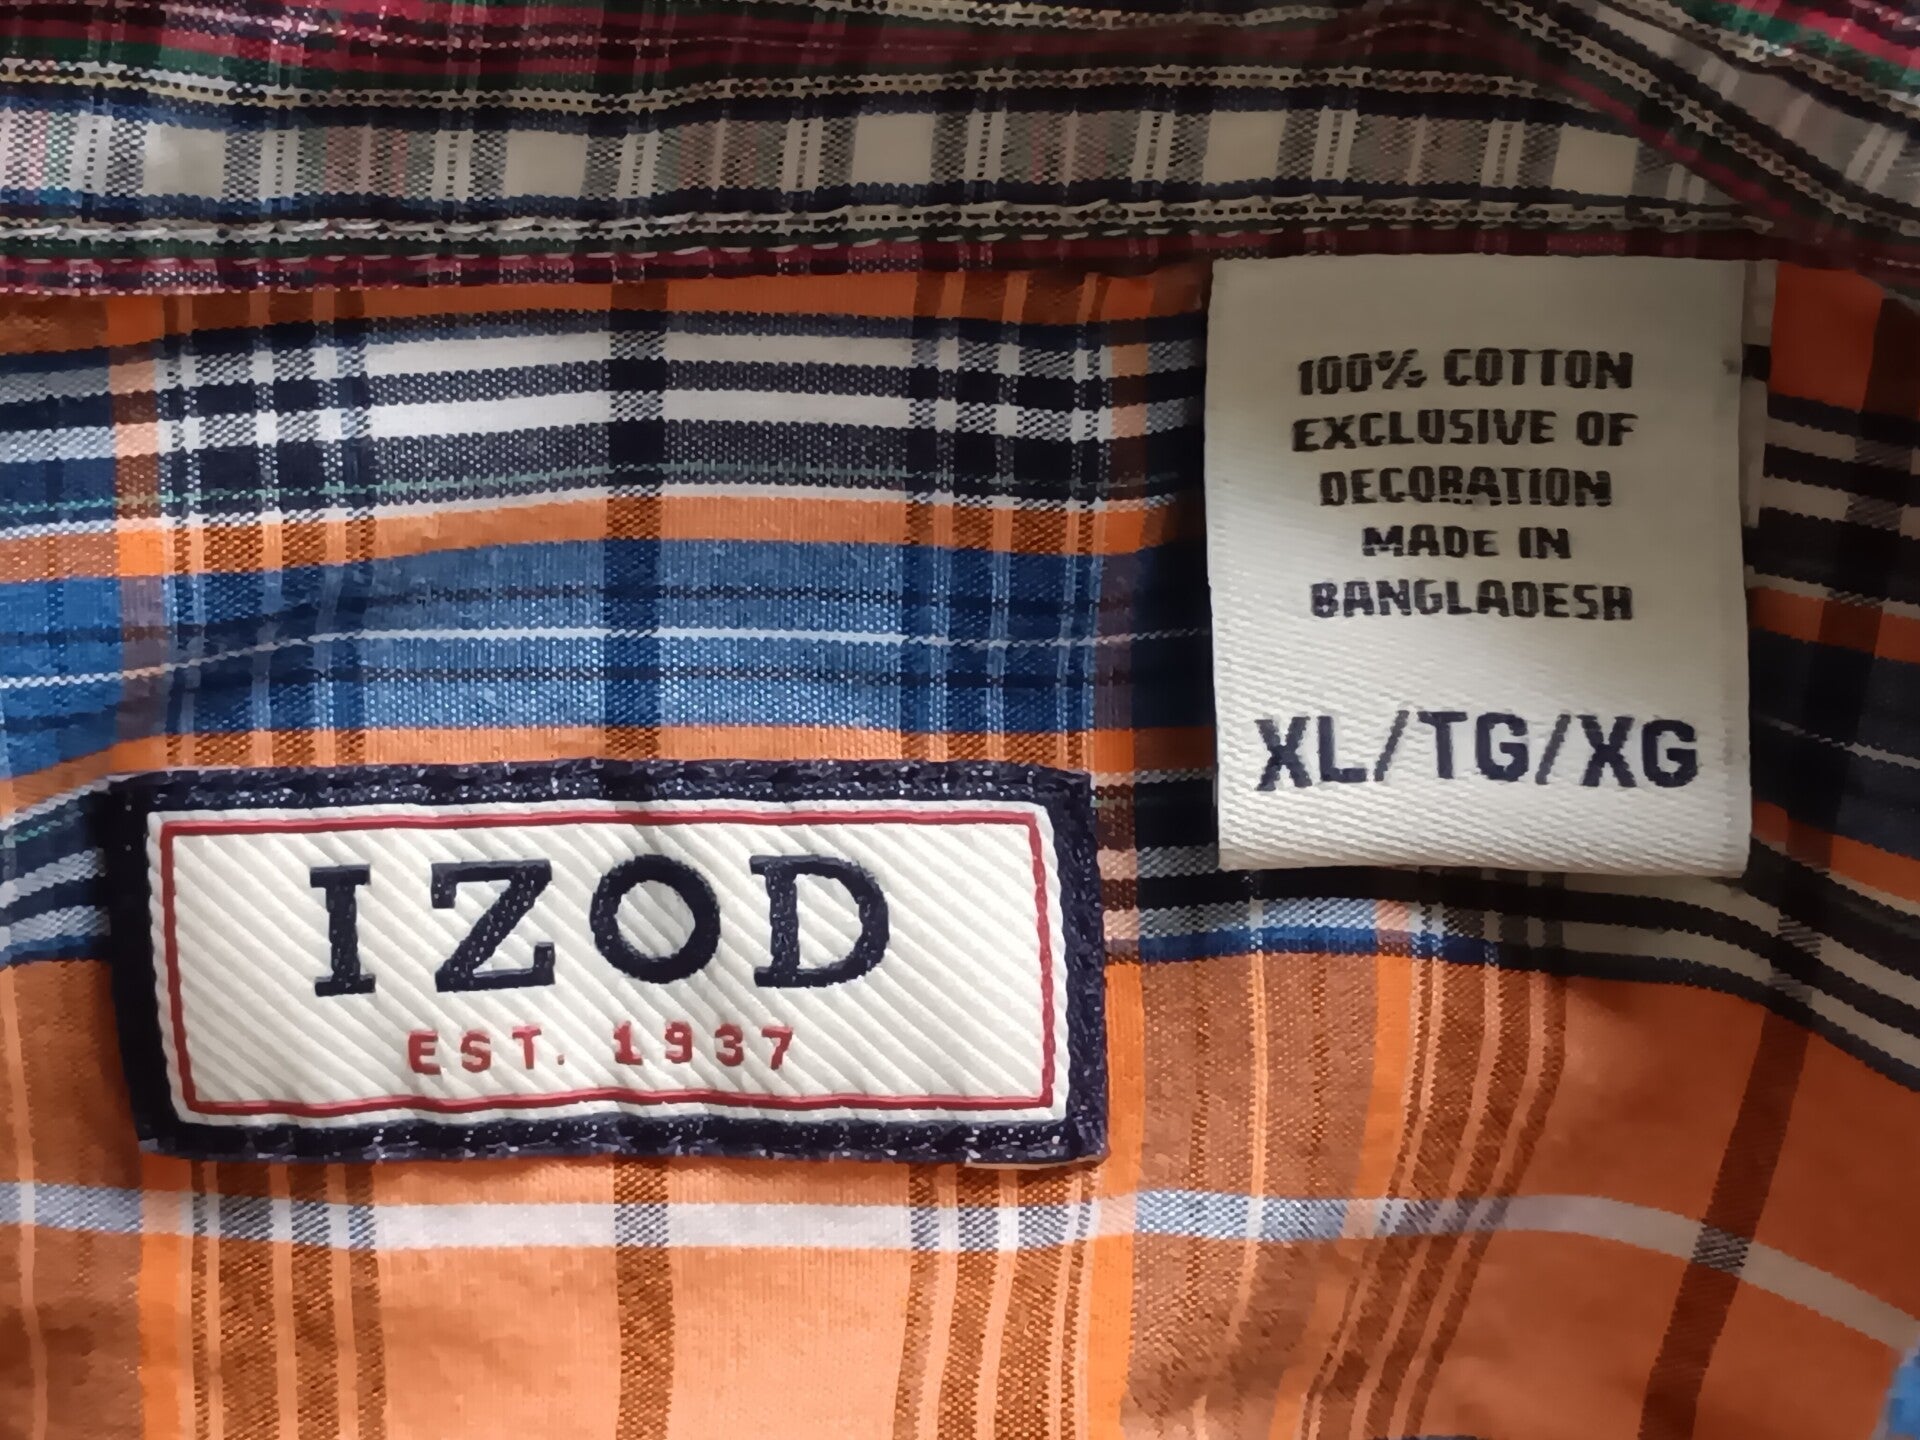 100% COTTON
EXCLUSIVE OF
DECORATION
MADE IN
BANGLADESH
XL/TG/XG
IZOD
EST. 1937